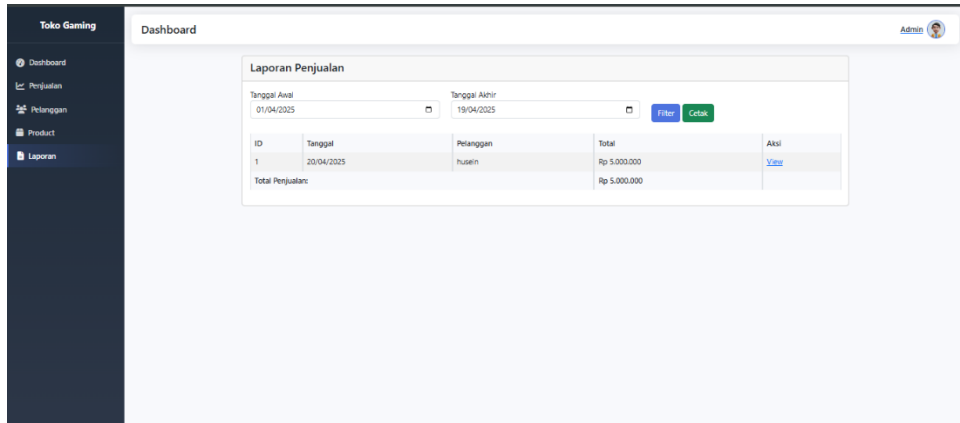 Toko Gaming
Dashboard
Admin
Dashboard
Penjualan
Pelanggan
Product
Laporan
Laporan Penjualan
Tanggal Awal Tanggal Akhir
01/04/2025 19/04/2025 Filter Cetak
ID Tanggal Pelanggan Total Aksi
1 20/04/2025 husein Rp 5.000.000 View
Total Penjualan: Rp 5.000.000